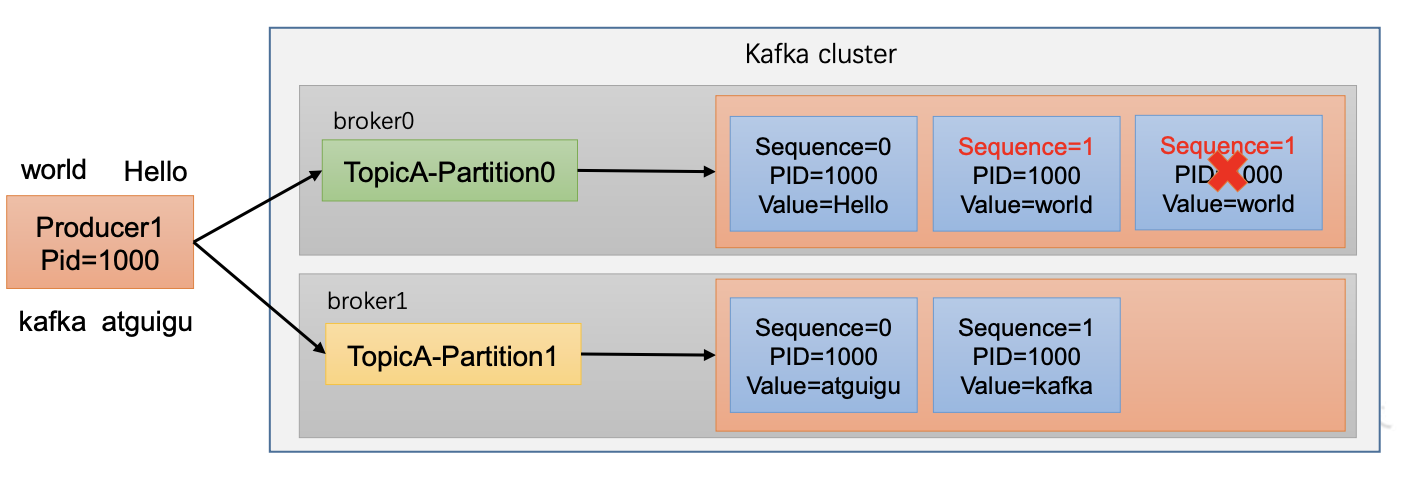 Kafka cluster
broker0
world Hello
Producer1
Pid=1000
kafka atguigu
TopicA-Partition0
Sequence=0
PID=1000
Value=Hello
Sequence=1
PID=1000
Value=world
Sequence=1
PID=1000
Value=world
broker1
TopicA-Partition1
Sequence=0
PID=1000
Value=atguigu
Sequence=1
PID=1000
Value=kafka